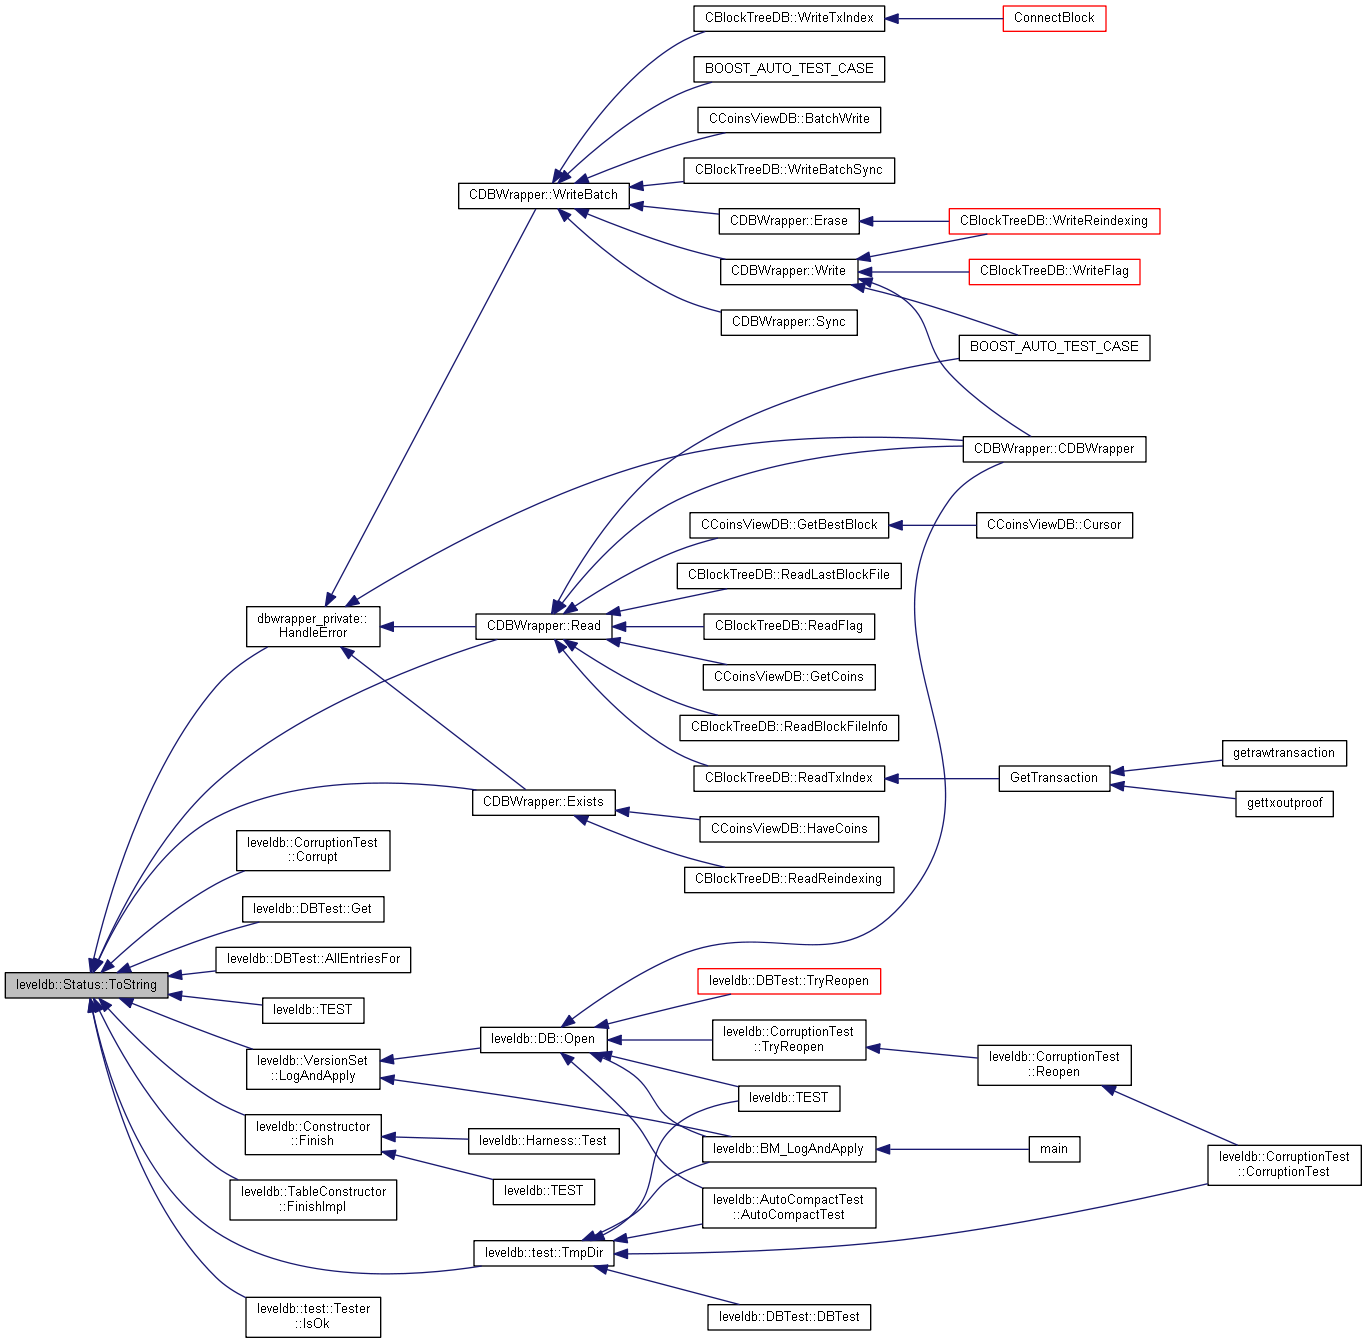 CBlockTreeDB::WriteTxIndex
ConnectBlock
BOOST_AUTO_TEST_CASE
CCoinsViewDB::BatchWrite
CBlockTreeDB::WriteBatchSync
CDBWrapper::WriteBatch
CDBWrapper::Erase
CBlockTreeDB::WriteReindexing
CDBWrapper::Write
CBlockTreeDB::WriteFlag
CDBWrapper::Sync
BOOST_AUTO_TEST_CASE
CDBWrapper::CDBWrapper
CCoinsViewDB::GetBestBlock
CCoinsViewDB::Cursor
CBlockTreeDB::ReadLastBlockFile
dbwrapper_private::
HandleError
CDBWrapper::Read
CBlockTreeDB::ReadFlag
CCoinsViewDB::GetCoins
CBlockTreeDB::ReadBlockFileInfo
CBlockTreeDB::ReadTxIndex
GetTransaction
getrawtransaction
gettxoutproof
CDBWrapper::Exists
CCoinsViewDB::HaveCoins
CBlockTreeDB::ReadReindexing
leveldb::CorruptionTest
::Corrupt
leveldb::DBTest::Get
leveldb::DBTest::AllEntriesFor
leveldb::Status::ToString
leveldb::TEST
leveldb::DBTest::TryReopen
leveldb::DB::Open
leveldb::CorruptionTest
::TryReopen
leveldb::CorruptionTest
::Reopen
leveldb::VersionSet
::LogAndApply
leveldb::TEST
leveldb::Constructor
::Finish
leveldb::Harness::Test
leveldb::BM_LogAndApply
main
leveldb::CorruptionTest
::CorruptionTest
leveldb::TEST
leveldb::TableConstructor
::FinishImpl
leveldb::AutoCompactTest
::AutoCompactTest
leveldb::test::TmpDir
leveldb::test::Tester
::IsOk
leveldb::DBTest::DBTest